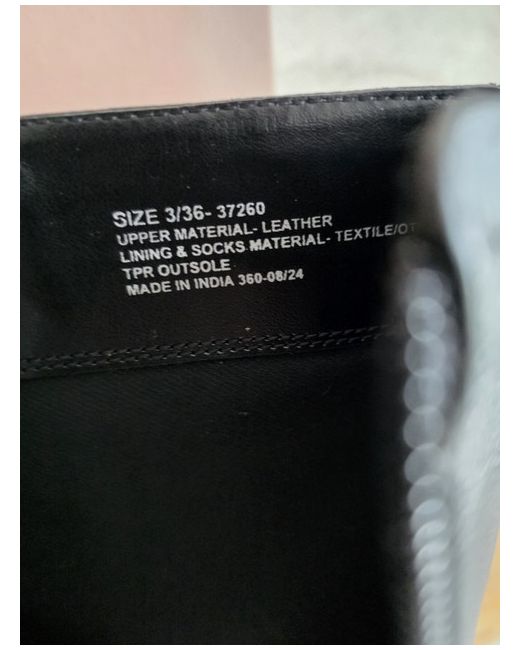 SIZE 3/36- 37260
UPPER MATERIAL- LEATHER
LINING & SOCKS MATERIAL- TEXTILE/OT
TPR OUTSOLE
MADE IN INDIA 360-08/24